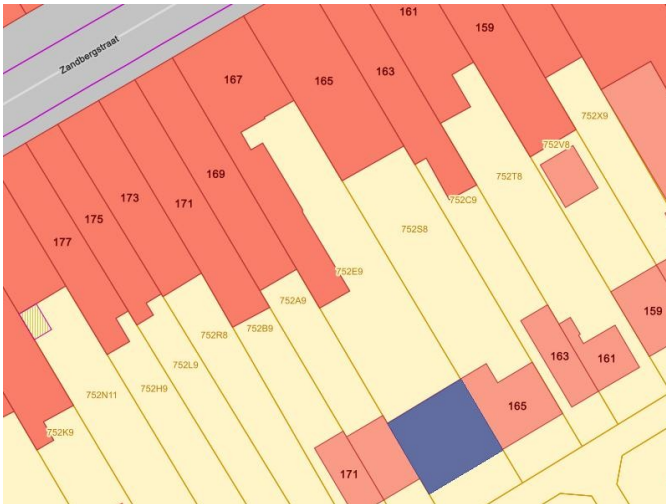 161
159
Zandbergstraat
163
167
165
752X9
752V8
169
752T8
173
171
752C9
175
752S8
177
752E9
752A9
159
752B9
752R8
163
161
752L9
752H9
752N11
165
752K9
171